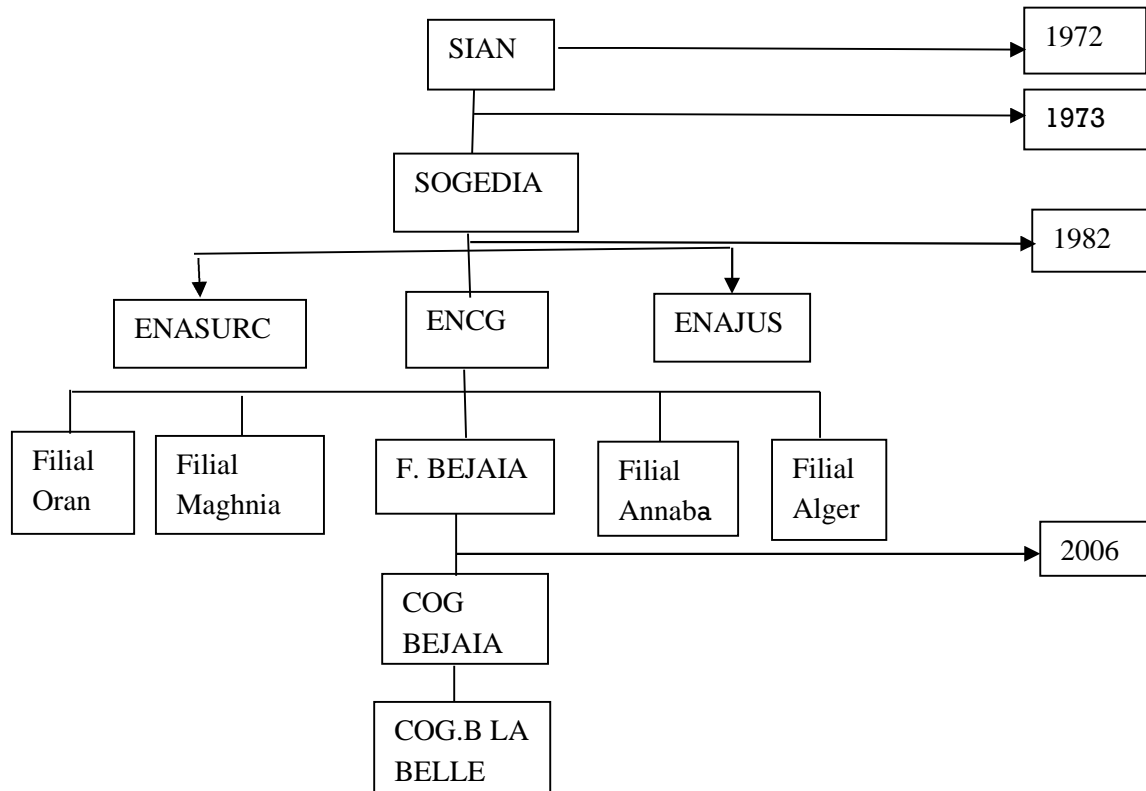 SIAN
1972
1973
SOGEDIA
1982
ENASURC
ENCG
ENAJUS
Filial
Oran
Filial
Maghnia
F. BEJAIA
Filial
Annaba
Filial
Alger
2006
COG
BEJAIA
COG.B LA
BELLE